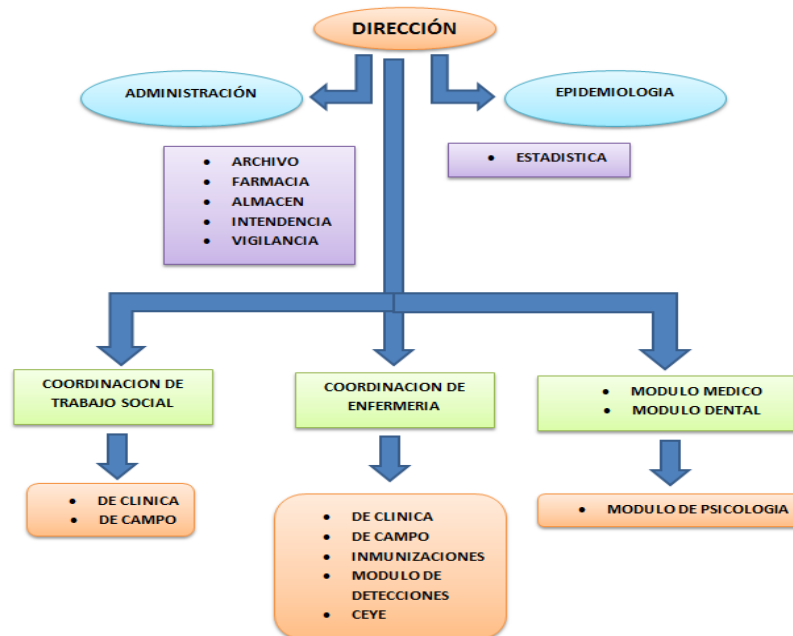 DIRECCIÓN
ADMINISTRACIÓN
EPIDEMIOLOGIA
• ARCHIVO
• FARMACIA
• ALMACEN
• INTENDENCIA
• VIGILANCIA
• ESTADISTICA
COORDINACION DE
TRABAJO SOCIAL
COORDINACION DE
ENFERMERIA
• MODULO MEDICO
• MODULO DENTAL
• DE CLINICA
• DE CAMPO
• DE CLINICA
• DE CAMPO
• INMUNIZACIONES
• MODULO DE
DETECCIONES
• CEYE
• MODULO DE PSICOLOGIA